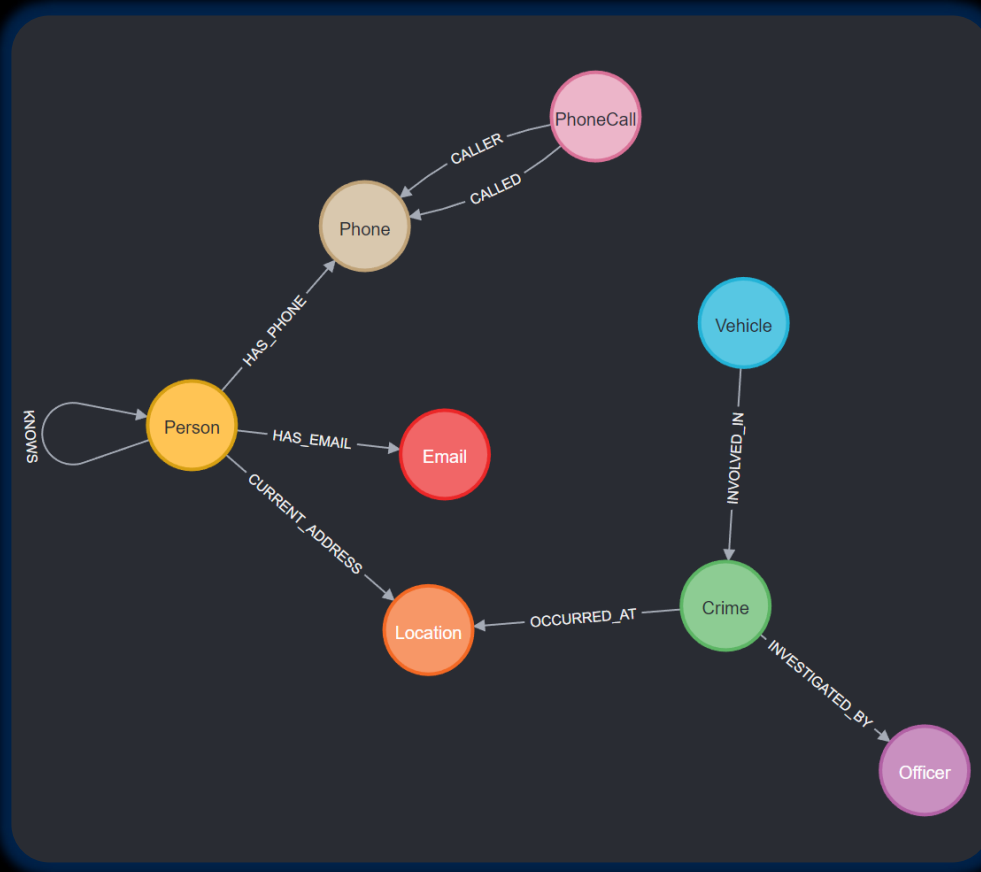 PhoneCall
CALLER
CALLED
Phone
HAS_PHONE
Vehicle
KNOWS
Person
HAS_EMAIL
Email
INVOLVED_IN
CURRENT_ADDRESS
Location
OCCURRED_AT
Crime
INVESTIGATED_BY
Officer